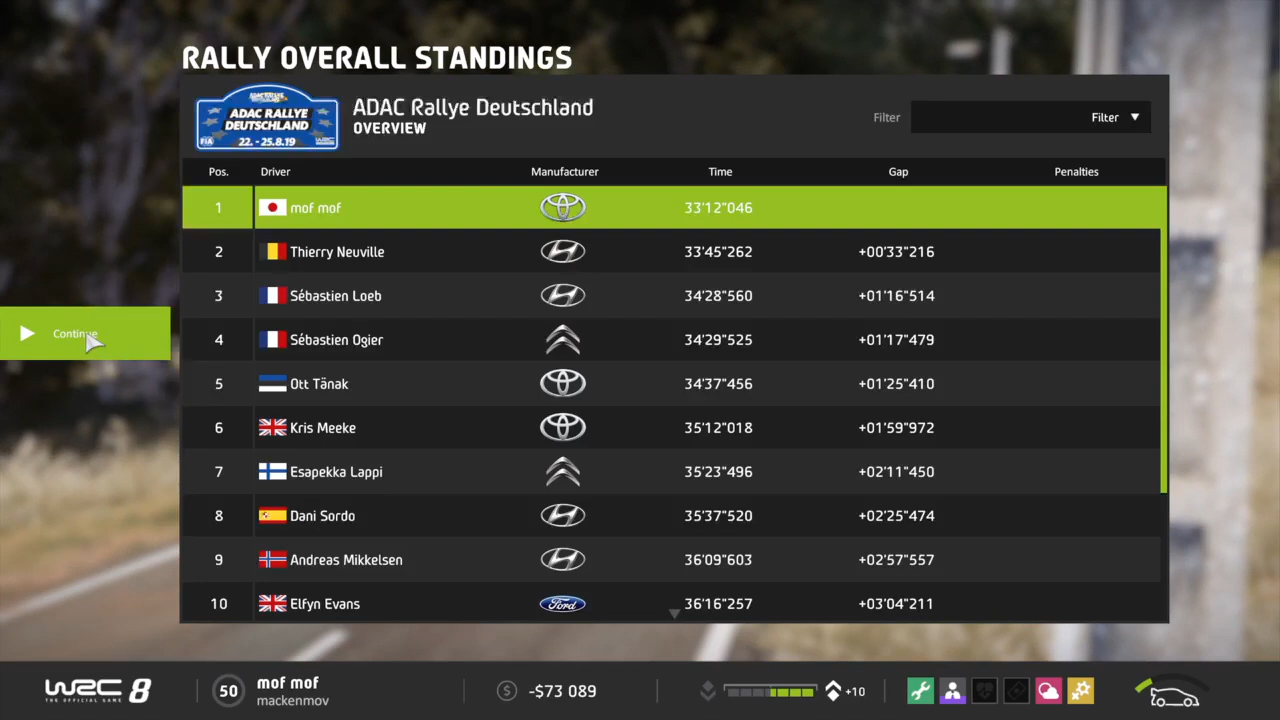 RALLY OVERALL STANDINGS
ADAC RALLYE
DEUTSCHLAND
22. - 25.8.19
FIA
WRC
ADAC Rallye Deutschland
OVERVIEW
Filter
Filter
Pos. Driver Manufacturer Time Gap Penalties
1 mof mof 33'12"046
2 Thierry Neuville 33'45"262 +00'33"216
3 Sébastien Loeb 34'28"560 +01'16"514
4 Sébastien Ogier 34'29"525 +01'17"479
5 Ott Tänak 34'37"456 +01'25"410
6 Kris Meeke 35'12"018 +01'59"972
7 Esapekka Lappi 35'23"496 +02'11"450
8 Dani Sordo 35'37"520 +02'25"474
9 Andreas Mikkelsen 36'09"603 +02'57"557
10 Elfyn Evans Ford 36'16"257 +03'04"211
Continue
WRC 8
THE OFFICIAL GAME
50
mof mof
mackenmov
$ -$73 089
+10